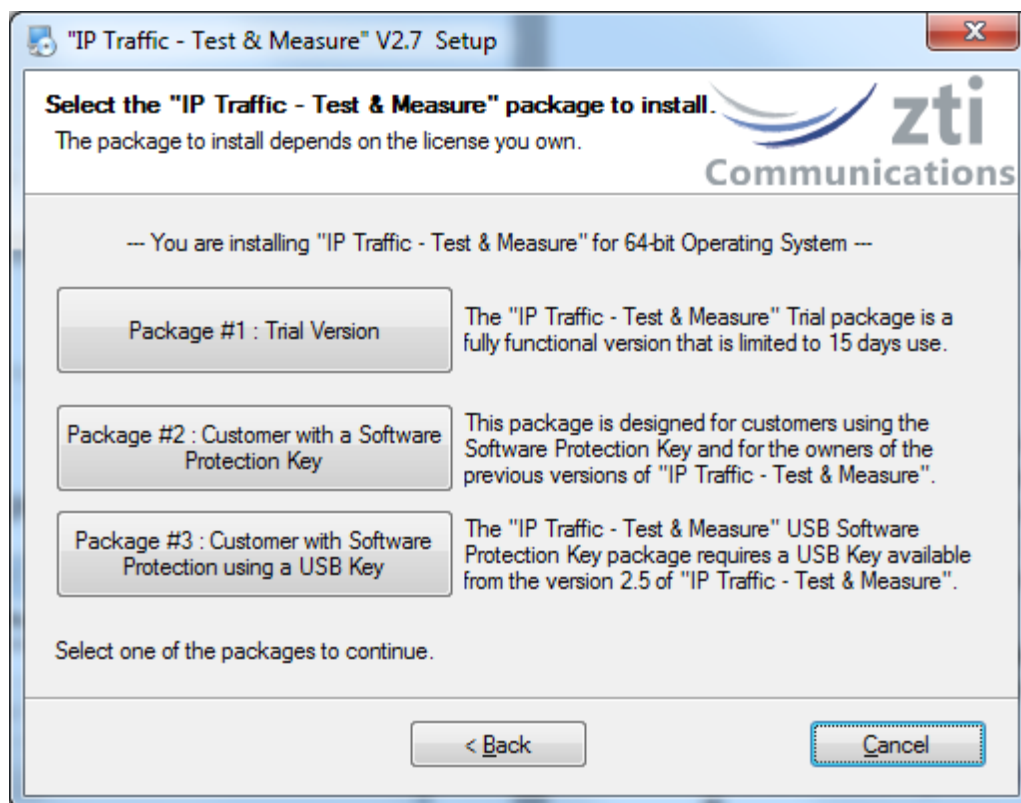 "IP Traffic - Test & Measure" V2.7  Setup
Select the "IP Traffic - Test & Measure" package to install.
The package to install depends on the license you own.
zti
Communications
--- You are installing "IP Traffic - Test & Measure" for 64-bit Operating System ---
Package #1 : Trial Version
The "IP Traffic - Test & Measure" Trial package is a
fully functional version that is limited to 15 days use.
Package #2 : Customer with a Software
Protection Key
This package is designed for customers using the
Software Protection Key and for the owners of the
previous versions of "IP Traffic - Test & Measure".
Package #3 : Customer with Software
Protection using a USB Key
The "IP Traffic - Test & Measure" USB Software
Protection Key package requires a USB Key available
from the version 2.5 of "IP Traffic - Test & Measure".
Select one of the packages to continue.
< Back
Cancel